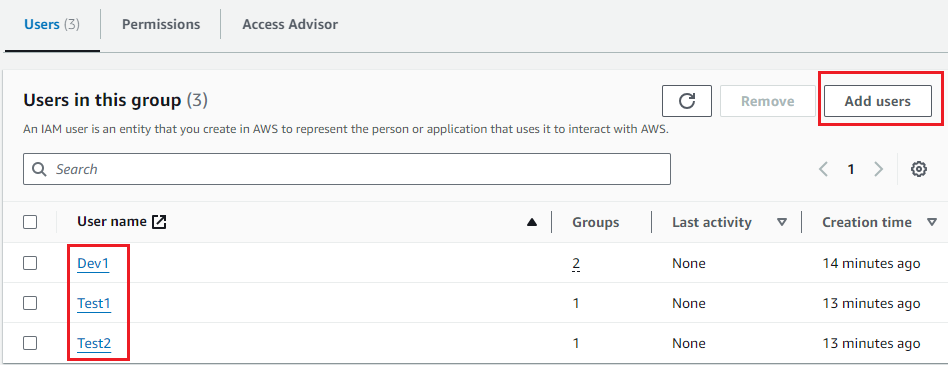 Users (3) Permissions Access Advisor
Users in this group (3) Remove Add users
An IAM user is an entity that you create in AWS to represent the person or application that uses it to interact with AWS.
Search 1
User name Groups Last activity Creation time
Dev1 2 None 14 minutes ago
Test1 1 None 13 minutes ago
Test2 1 None 13 minutes ago